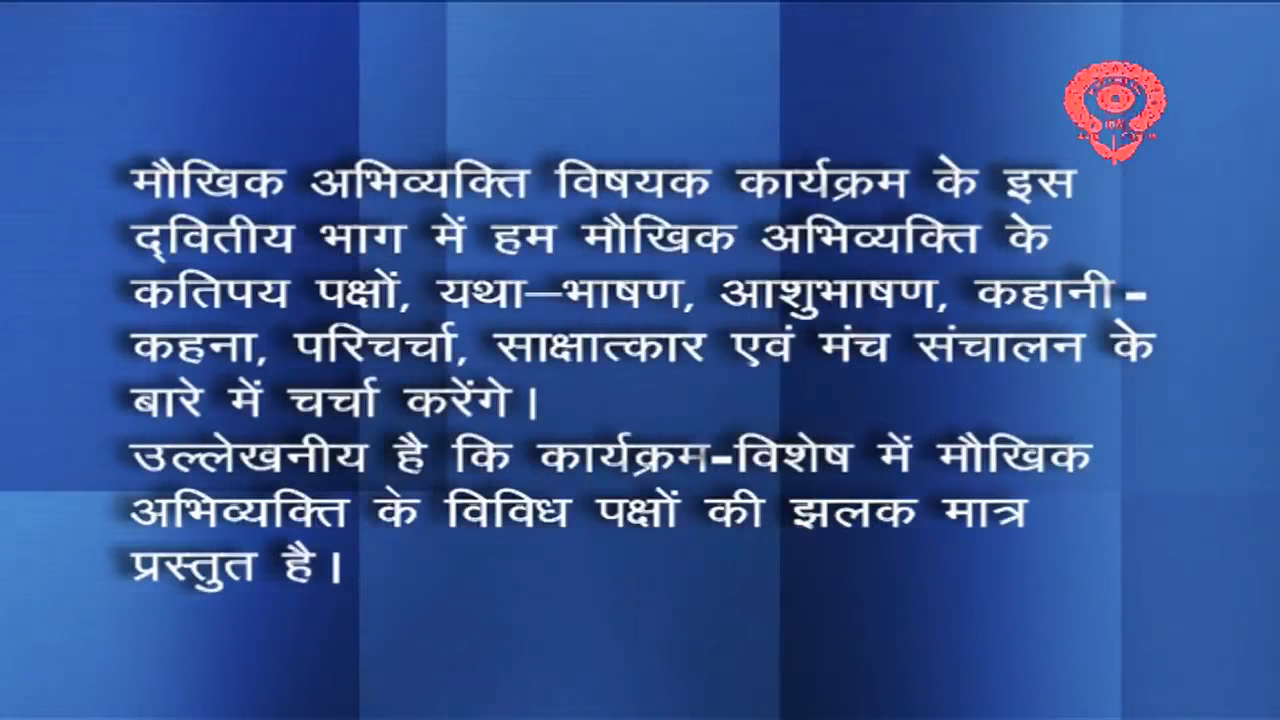 मौखिक अभिव्यक्ति विषयक कार्यक्रम के इस
द्वितीय भाग में हम मौखिक अभिव्यक्ति के
कतिपय पक्षों, यथा–भाषण, आशुभाषण, कहानी-
कहना, परिचर्चा, साक्षात्कार एवं मंच संचालन के
बारे में चर्चा करेंगे।
उल्लेखनीय है कि कार्यक्रम-विशेष में मौखिक
अभिव्यक्ति के विविध पक्षों की झलक मात्र
प्रस्तुत है।